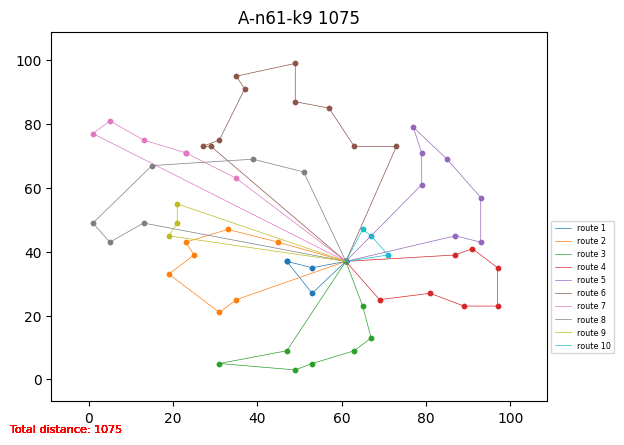 A-n61-k9 1075
100
80
60
40
20
0
0 20 40 60 80 100
route 1
route 2
route 3
route 4
route 5
route 6
route 7
route 8
route 9
route 10
Total distance: 1075